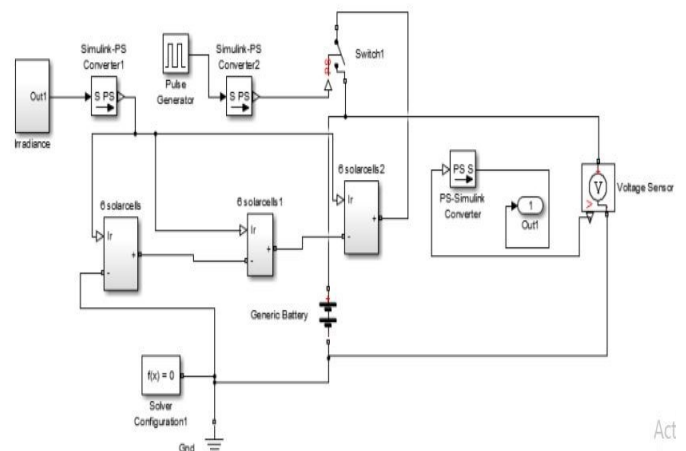 Simulink-PS
Converter1
Simulink-PS
Converter2
Switch1
PS
Out1
S PS
Pulse
Generator
S PS
Irradiance
6 solarcells2
6 solarcells
6 solarcells1
PS S
V
Voltage Sensor
PS-Simulink
Converter
1
Out1
Ir
+
-
Ir
+
-
Ir
+
-
+
V
+
Generic Battery
f(x) = 0
Solver
Configuration1
Gnd
Act